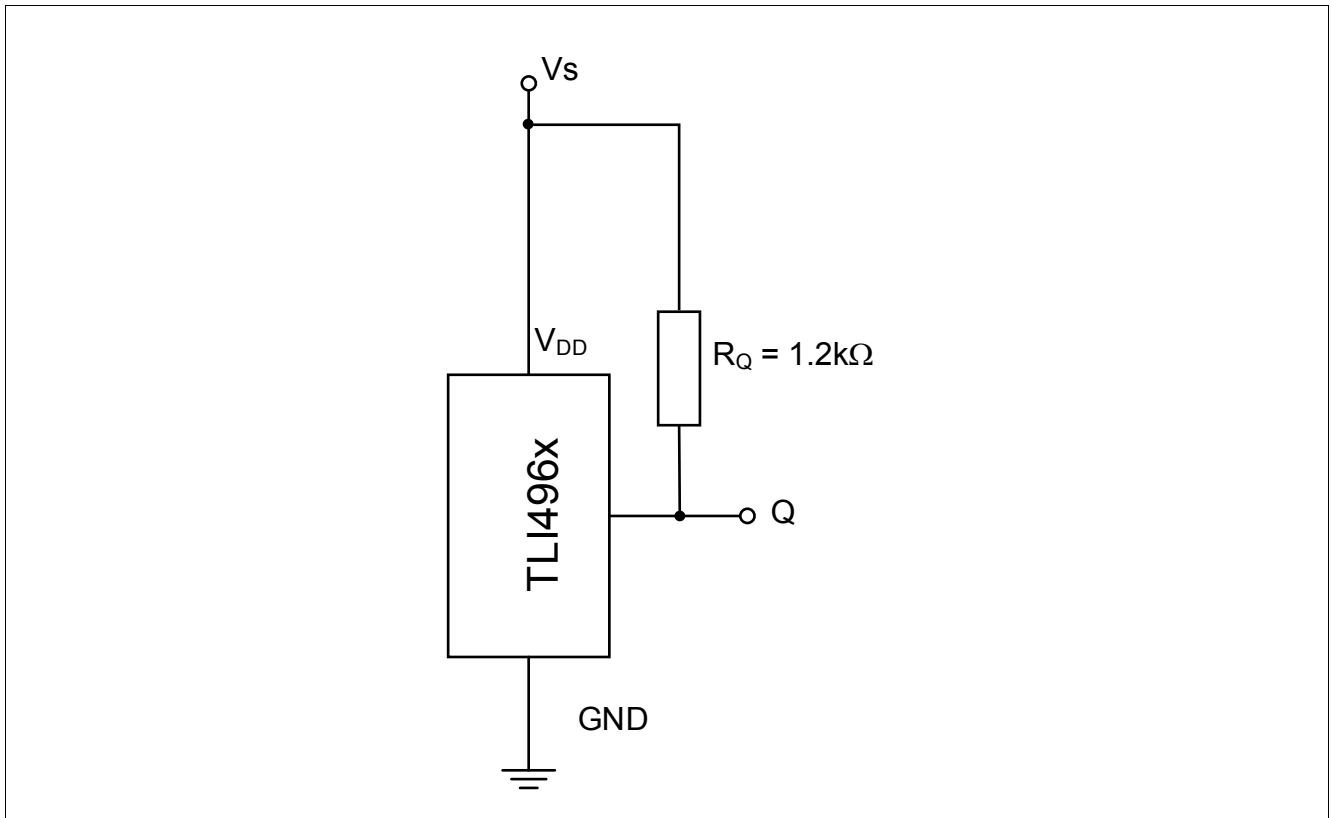 Vs
VDD
RQ = 1.2kΩ
TLI496x
Q
GND